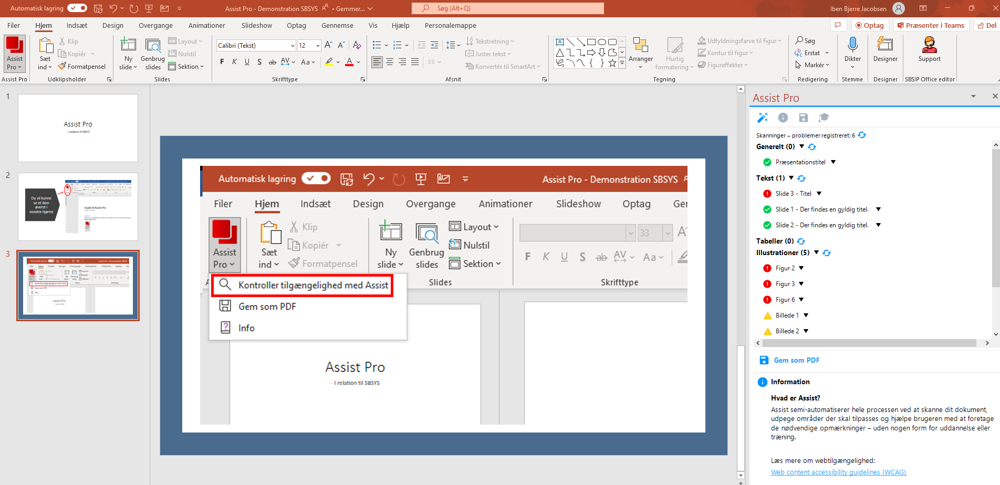 Automatisk lagring
Assist Pro - Demonstration SBSYS • Gemmer...
Søg (Alt+Q)
Iben Bjerre Jacobsen
Filer Hjem Indsæt Design Overgange Animationer Slideshow Optag Gennemse Vis Hjælp Personalemappe
Optag Præsenter i Teams Del
Assist Pro
Assist Pro
Sæt ind
Klip
Kopiér
Formatpensel
Udklipsholder
Ny slide
Genbrug slides
Layout
Nulstil
Sektion
Slides
Calibri (Tekst) 12
F K U S ab AV Aa A
Skrifttype
Tekstretning
Juster tekst
Konvertér til SmartArt
Afsnit
Arranger
Hurtig formatering
Udfyldningsfarve til figur
Kontur til figur
Figureffekter
Tegning
Søg
Erstat
Markér
Redigering
Dikter
Stemme
Designer
Designer
Support
SBSIP Office editor
1
Assist Pro
- I relation til SBSYS
2
Du vil kunne
se et ikon
øverst i
venstre hjørne
Guide til Assist Pro
3
Automatisk lagring
Assist Pro - Demonstration SBSYS
Filer Hjem Indsæt Design Overgange Animationer Slideshow Optag Ger
Assist
Pro
Sæt
ind
Klip
Kopiér
Formatpensel
Ny
slide
Genbrug
slides
Layout
Nulstil
Sektion
Slides
33
F K U S ab AV Aa
Skrifttype
Kontroller tilgængelighed med Assist
Gem som PDF
Info
Assist Pro
- I relation til SBSYS
Assist Pro
Skanninger – problemer registreret: 6
Generelt (0)
Præsentationstitel
Tekst (1)
Slide 3 - Titel
Slide 1 - Der findes en gyldig titel.
Slide 2 - Der findes en gyldig titel.
Tabeller (0)
Illustrationer (5)
Figur 2
Figur 3
Figur 6
Billede 1
Billede 2
Gem som PDF
Information
Hvad er Assist?
Assist semi-automatiserer hele processen ved at skanne dit dokument,
udpege områder der skal tilpasses og hjælpe brugeren med at foretage
de nødvendige opmærkninger – uden nogen form for uddannelse eller
træning.
Læs mere om webtilgængelighed:
Web content accessibility guidelines (WCAG)